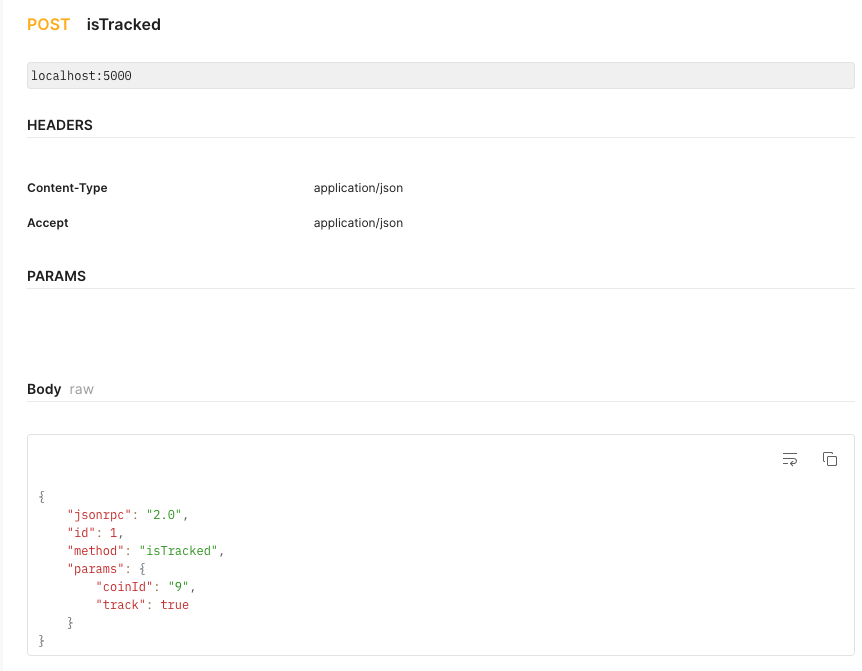 POST isTracked
localhost:5000
HEADERS
Content-Type application/json
Accept application/json
PARAMS
Body raw
{
    "jsonrpc": "2.0",
    "id": 1,
    "method": "isTracked",
    "params": {
        "coinId": "9",
        "track": true
    }
}